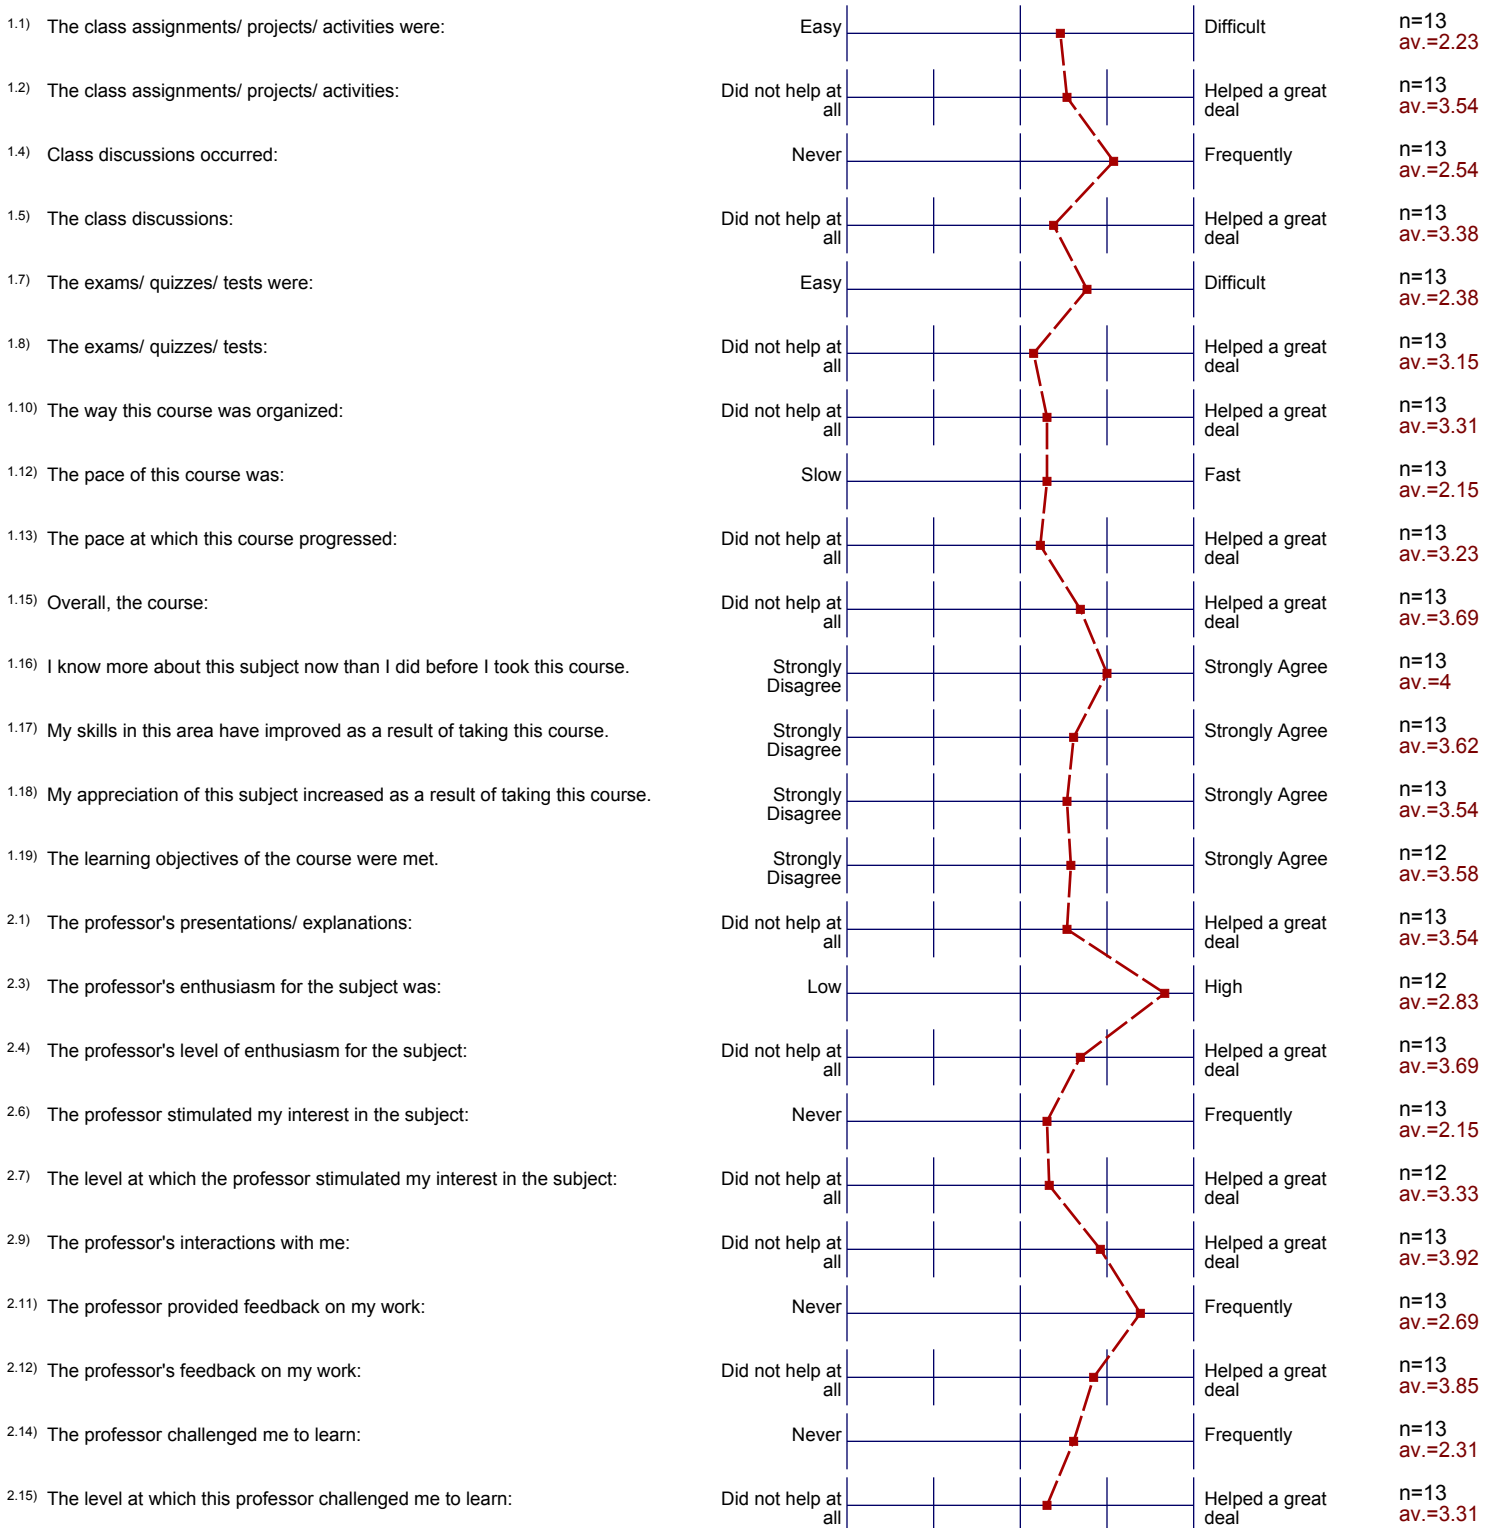 1.1) The class assignments/ projects/ activities were: Easy Difficult n=13
av.=2.23
1.2) The class assignments/ projects/ activities: Did not help at Helped a great n=13
all deal av.=3.54
1.4) Class discussions occurred: Never Frequently n=13
av.=2.54
1.5) The class discussions: Did not help at Helped a great n=13
all deal av.=3.38
1.7) The exams/ quizzes/ tests were: Easy Difficult n=13
av.=2.38
1.8) The exams/ quizzes/ tests: Did not help at Helped a great n=13
all deal av.=3.15
1.10) The way this course was organized: Did not help at Helped a great n=13
all deal av.=3.31
1.12) The pace of this course was: Slow Fast n=13
av.=2.15
1.13) The pace at which this course progressed: Did not help at Helped a great n=13
all deal av.=3.23
1.15) Overall, the course: Did not help at Helped a great n=13
all deal av.=3.69
1.16) I know more about this subject now than I did before I took this course. Strongly Strongly Agree n=13
Disagree av.=4
1.17) My skills in this area have improved as a result of taking this course. Strongly Strongly Agree n=13
Disagree av.=3.62
1.18) My appreciation of this subject increased as a result of taking this course. Strongly Strongly Agree n=13
Disagree av.=3.54
1.19) The learning objectives of the course were met. Strongly Strongly Agree n=12
Disagree av.=3.58
2.1) The professor's presentations/ explanations: Did not help at Helped a great n=13
all deal av.=3.54
2.3) The professor's enthusiasm for the subject was: Low High n=12
av.=2.83
2.4) The professor's level of enthusiasm for the subject: Did not help at Helped a great n=13
all deal av.=3.69
2.6) The professor stimulated my interest in the subject: Never Frequently n=13
av.=2.15
2.7) The level at which the professor stimulated my interest in the subject: Did not help at Helped a great n=12
all deal av.=3.33
2.9) The professor's interactions with me: Did not help at Helped a great n=13
all deal av.=3.92
2.11) The professor provided feedback on my work: Never Frequently n=13
av.=2.69
2.12) The professor's feedback on my work: Did not help at Helped a great n=13
all deal av.=3.85
2.14) The professor challenged me to learn: Never Frequently n=13
av.=2.31
2.15) The level at which this professor challenged me to learn: Did not help at Helped a great n=13
all deal av.=3.31